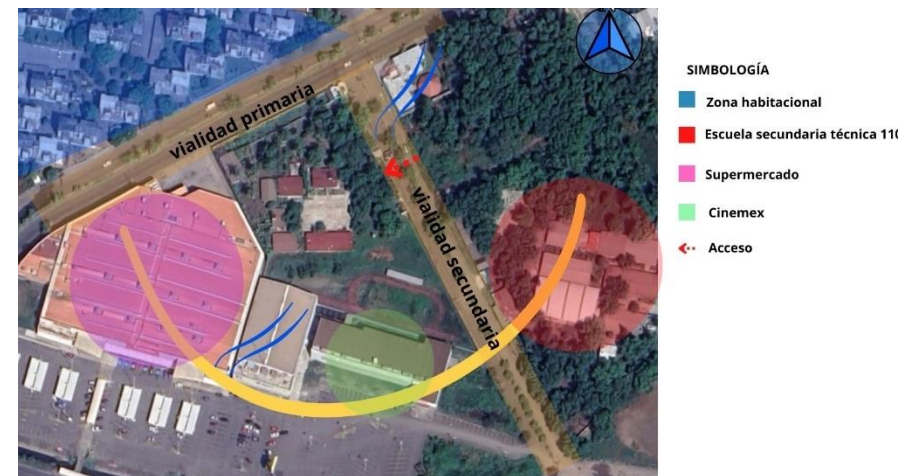 vialidad primaria
vialidad secundaria
SIMBOLOGÍA
Zona habitacional
Escuela secundaria técnica 110
Supermercado
Cinemex
Acceso